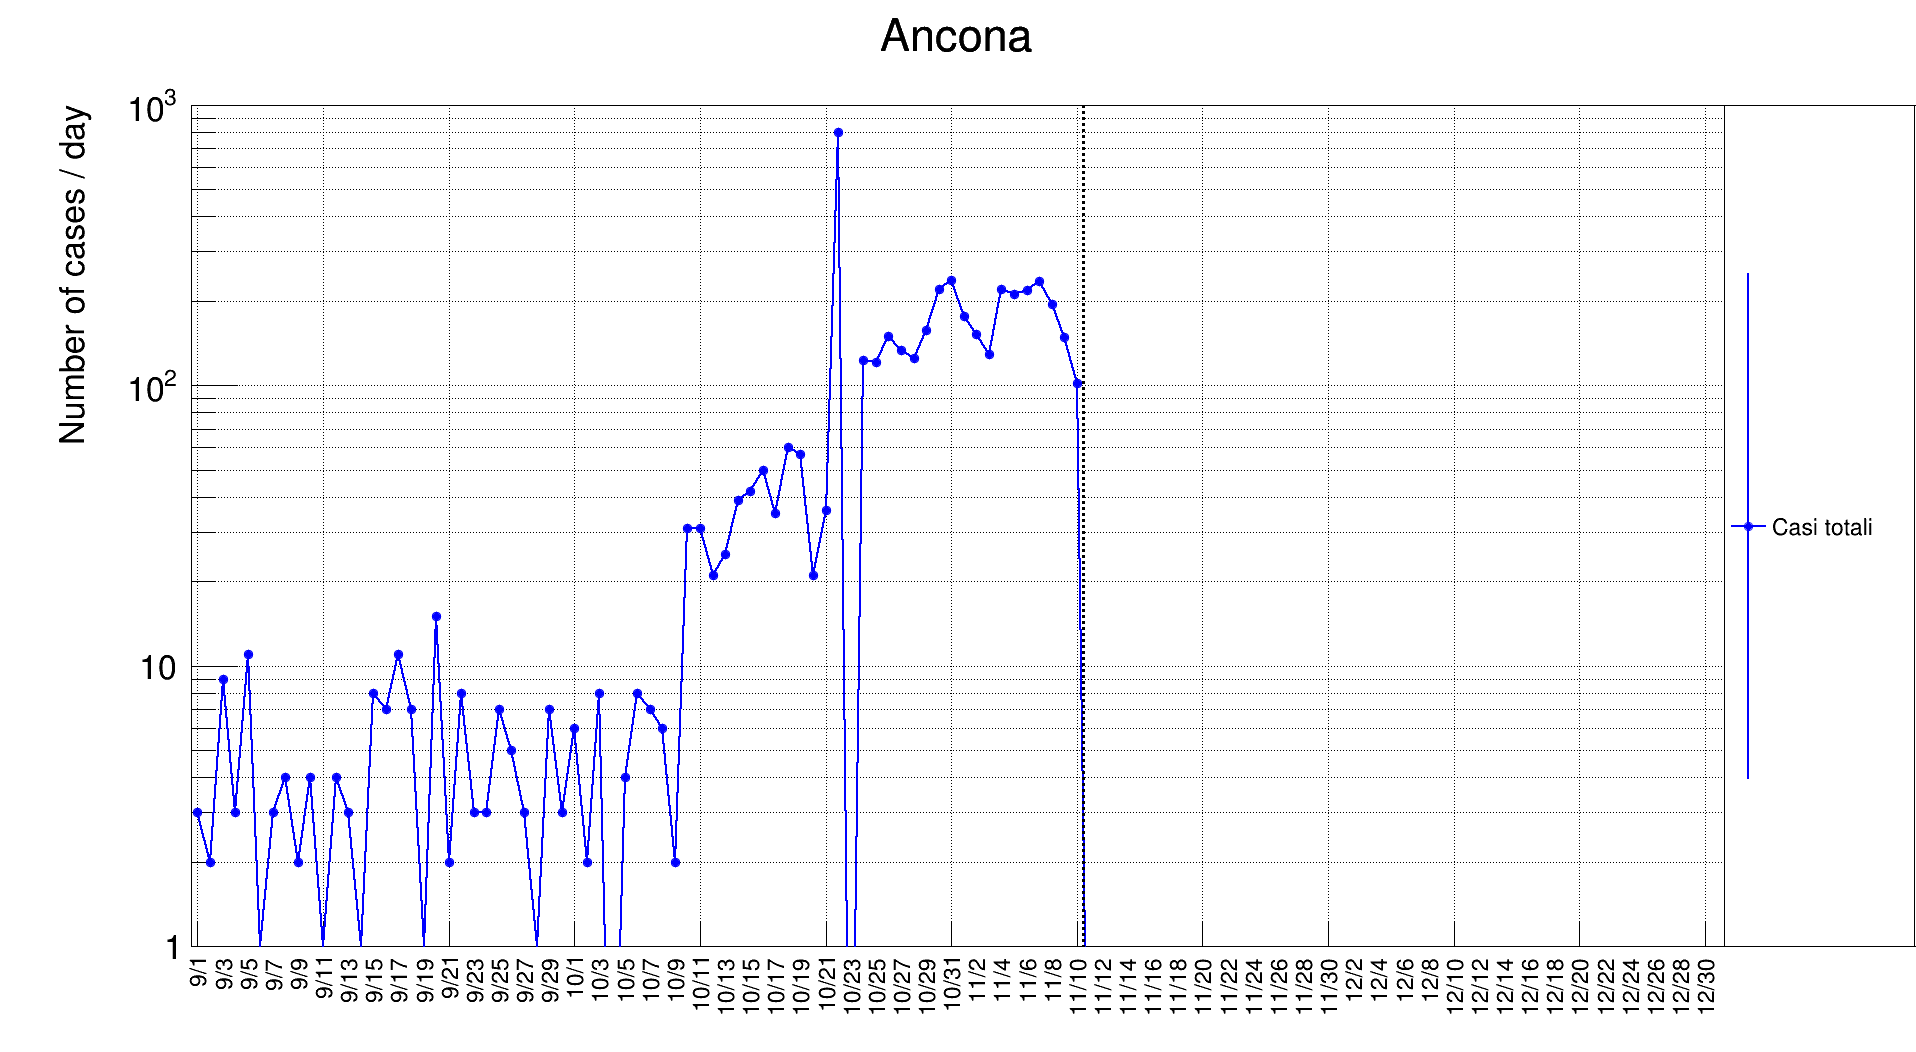 Ancona
Number of cases / day
10³
10²
10
1
9/1 9/3 9/5 9/7 9/9 9/11 9/13 9/15 9/17 9/19 9/21 9/23 9/25 9/27 9/29 10/1 10/3 10/5 10/7 10/9 10/11 10/13 10/15 10/17 10/19 10/21 10/23 10/25 10/27 10/29 10/31 11/2 11/4 11/6 11/8 11/10 11/12 11/14 11/16 11/18 11/20 11/22 11/24 11/26 11/28 11/30 12/2 12/4 12/6 12/8 12/10 12/12 12/14 12/16 12/18 12/20 12/22 12/24 12/26 12/28 12/30
Casi totali